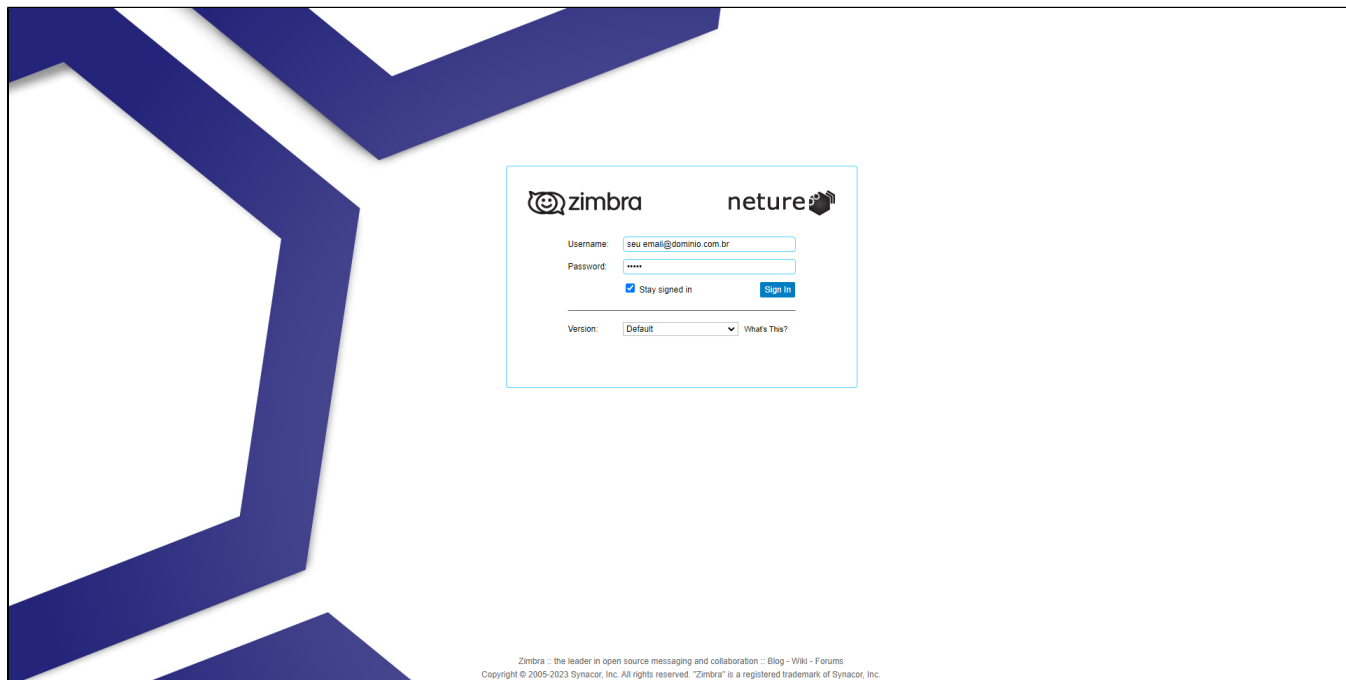 zimbra neture
Username: seu email@dominio.com.br
Password: •••••
Stay signed in Sign In
Version: Default What's This?
Zimbra :: the leader in open source messaging and collaboration :: Blog - Wiki - Forums
Copyright © 2005-2023 Synacor, Inc. All rights reserved. "Zimbra" is a registered trademark of Synacor, Inc.